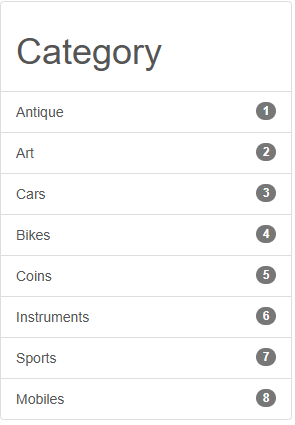 Category
Antique 1
Art 2
Cars 3
Bikes 4
Coins 5
Instruments 6
Sports 7
Mobiles 8